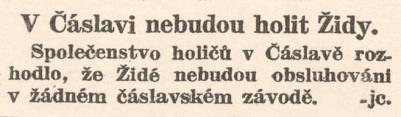 V Čáslavi nebudou holit Židy.
Společenstvo holičů v Čáslavě roz-
hodlo, že Židé nebudou obsluhováni
v žádném čáslavském závodě. -jc.